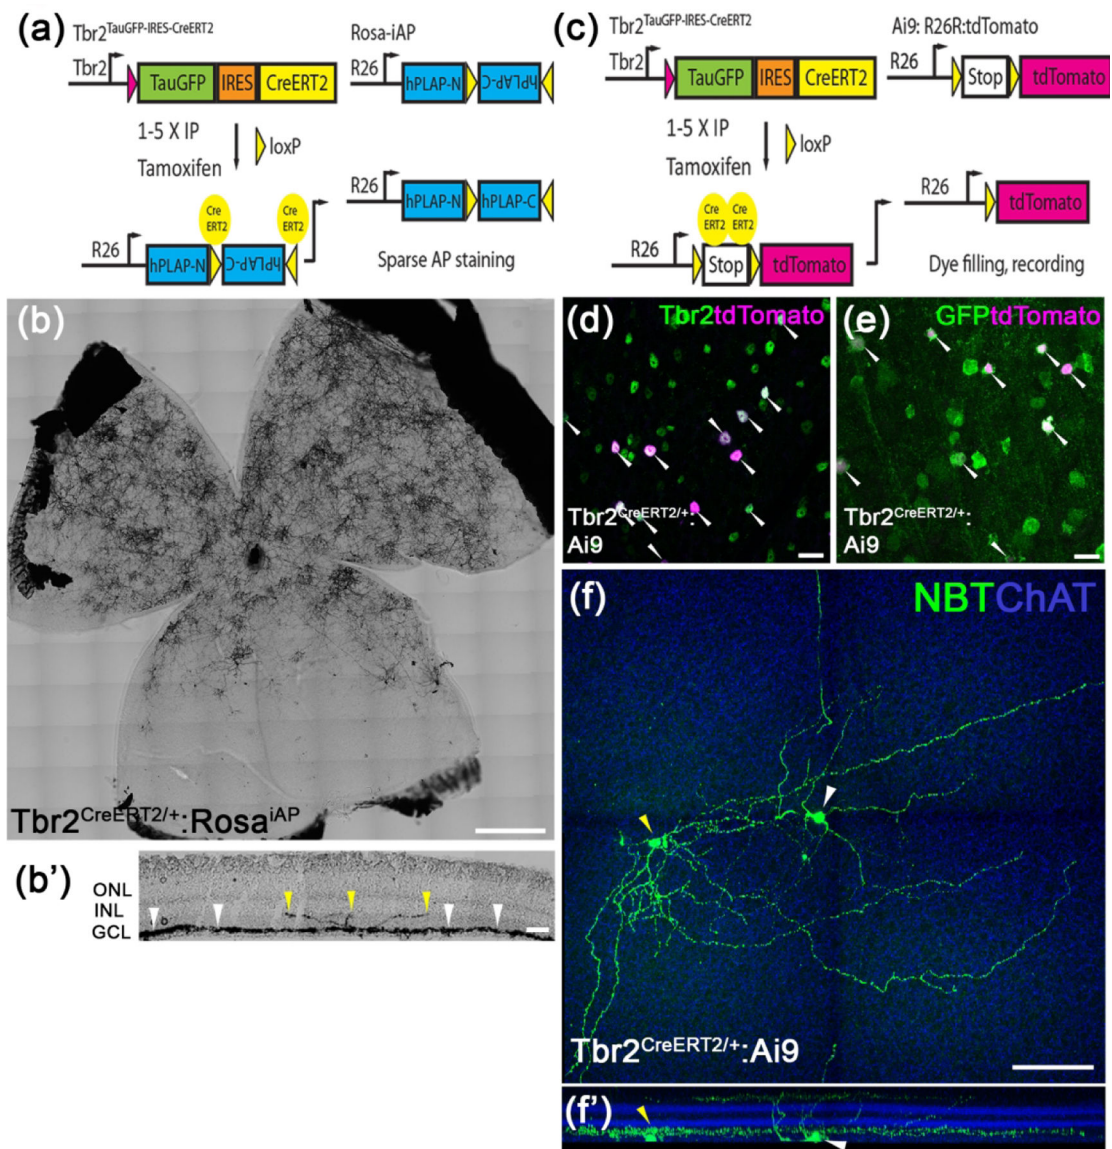 (a)
Tbr2TauGFP-IRES-CreERT2
Tbr2
TauGFP
IRES
CreERT2
Rosa-iAP
R26
hPLAP-N
hPLAP-C
1-5 X IP
Tamoxifen
loxP
Cre
ERT2
Cre
ERT2
R26
hPLAP-N
hPLAP-C
R26
hPLAP-N
hPLAP-C
Sparse AP staining
(c)
Tbr2TauGFP-IRES-CreERT2
Tbr2
TauGFP
IRES
CreERT2
Ai9: R26R:tdTomato
R26
Stop
tdTomato
1-5 X IP
Tamoxifen
loxP
Cre
ERT2
Cre
ERT2
R26
Stop
tdTomato
R26
tdTomato
Dye filling, recording
(b)
Tbr2CreERT2/+:RosaiAP
(b')
ONL
INL
GCL
(d)
Tbr2tdTomato
Tbr2CreERT2/+:
Ai9
(e)
GFPtdTomato
Tbr2CreERT2/+:
Ai9
(f)
NBTChAT
Tbr2CreERT2/+:Ai9
(f')